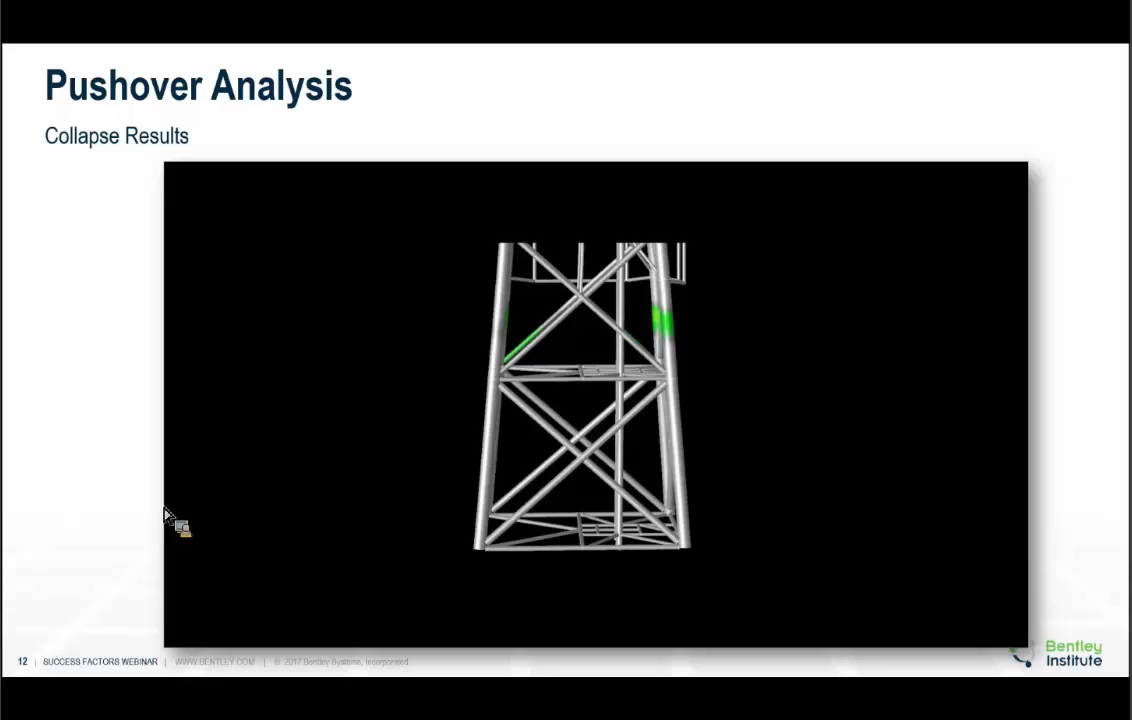 Pushover Analysis
Collapse Results
12 | SUCCESS FACTORS WEBINAR | WWW.BENTLEY.COM | © 2017 Bentley Systems, Incorporated
Bentley
Institute